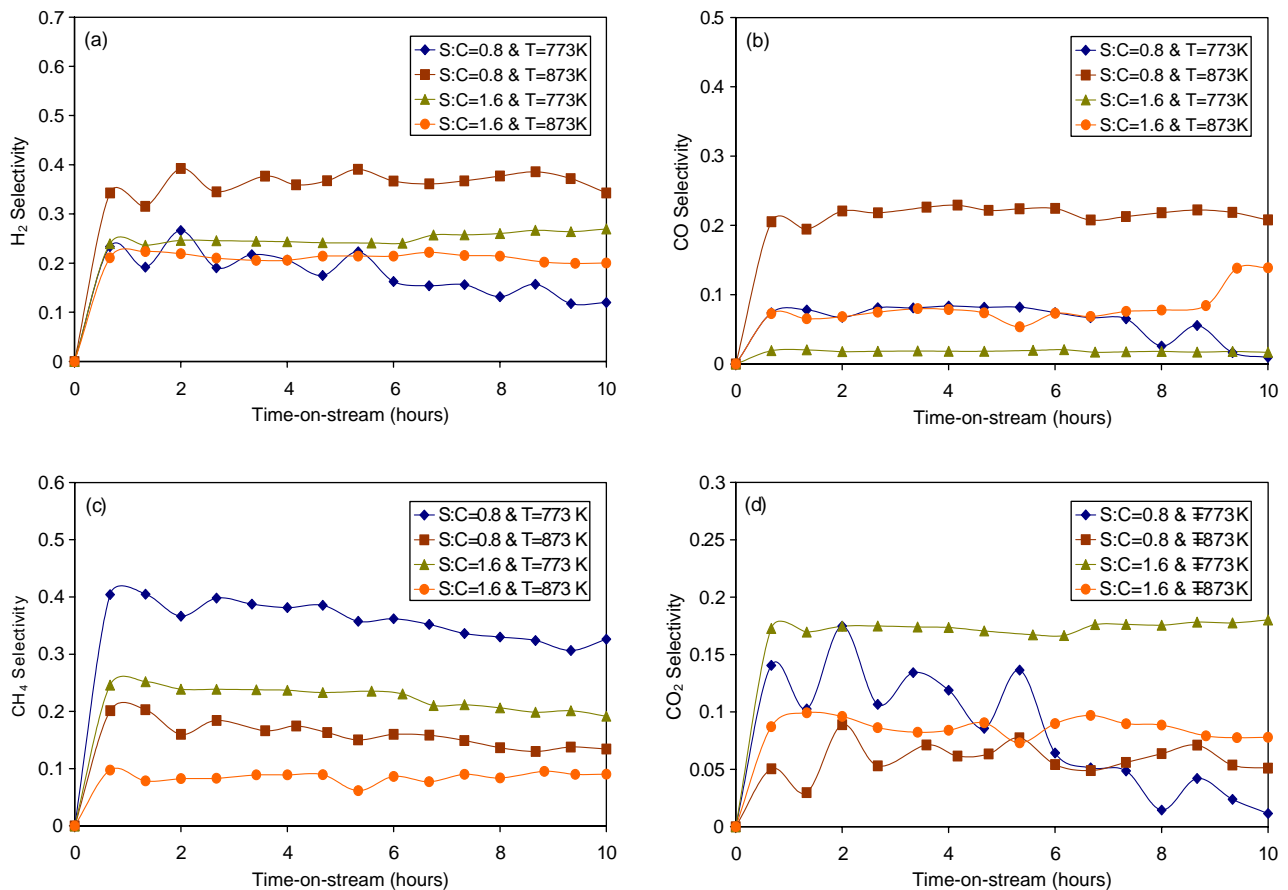 (a)
S:C=0.8 & T=773K
S:C=0.8 & T=873K
S:C=1.6 & T=773K
S:C=1.6 & T=873K
H₂ Selectivity
0.7
0.6
0.5
0.4
0.3
0.2
0.1
0
0 2 4 6 8 10
Time-on-stream (hours)
(b)
S:C=0.8 & T=773K
S:C=0.8 & T=873K
S:C=1.6 & T=773K
S:C=1.6 & T=873K
CO Selectivity
0.5
0.4
0.3
0.2
0.1
0.0
0 2 4 6 8 10
Time-on-stream (hours)
(c)
S:C=0.8 & T=773 K
S:C=0.8 & T=873 K
S:C=1.6 & T=773 K
S:C=1.6 & T=873 K
CH₄ Selectivity
0.6
0.5
0.4
0.3
0.2
0.1
0
0 2 4 6 8 10
Time-on-stream (hours)
(d)
S:C=0.8 & T=773K
S:C=0.8 & T=873K
S:C=1.6 & T=773K
S:C=1.6 & T=873K
CO₂ Selectivity
0.3
0.25
0.2
0.15
0.1
0.05
0
0 2 4 6 8 10
Time-on-stream (hours)